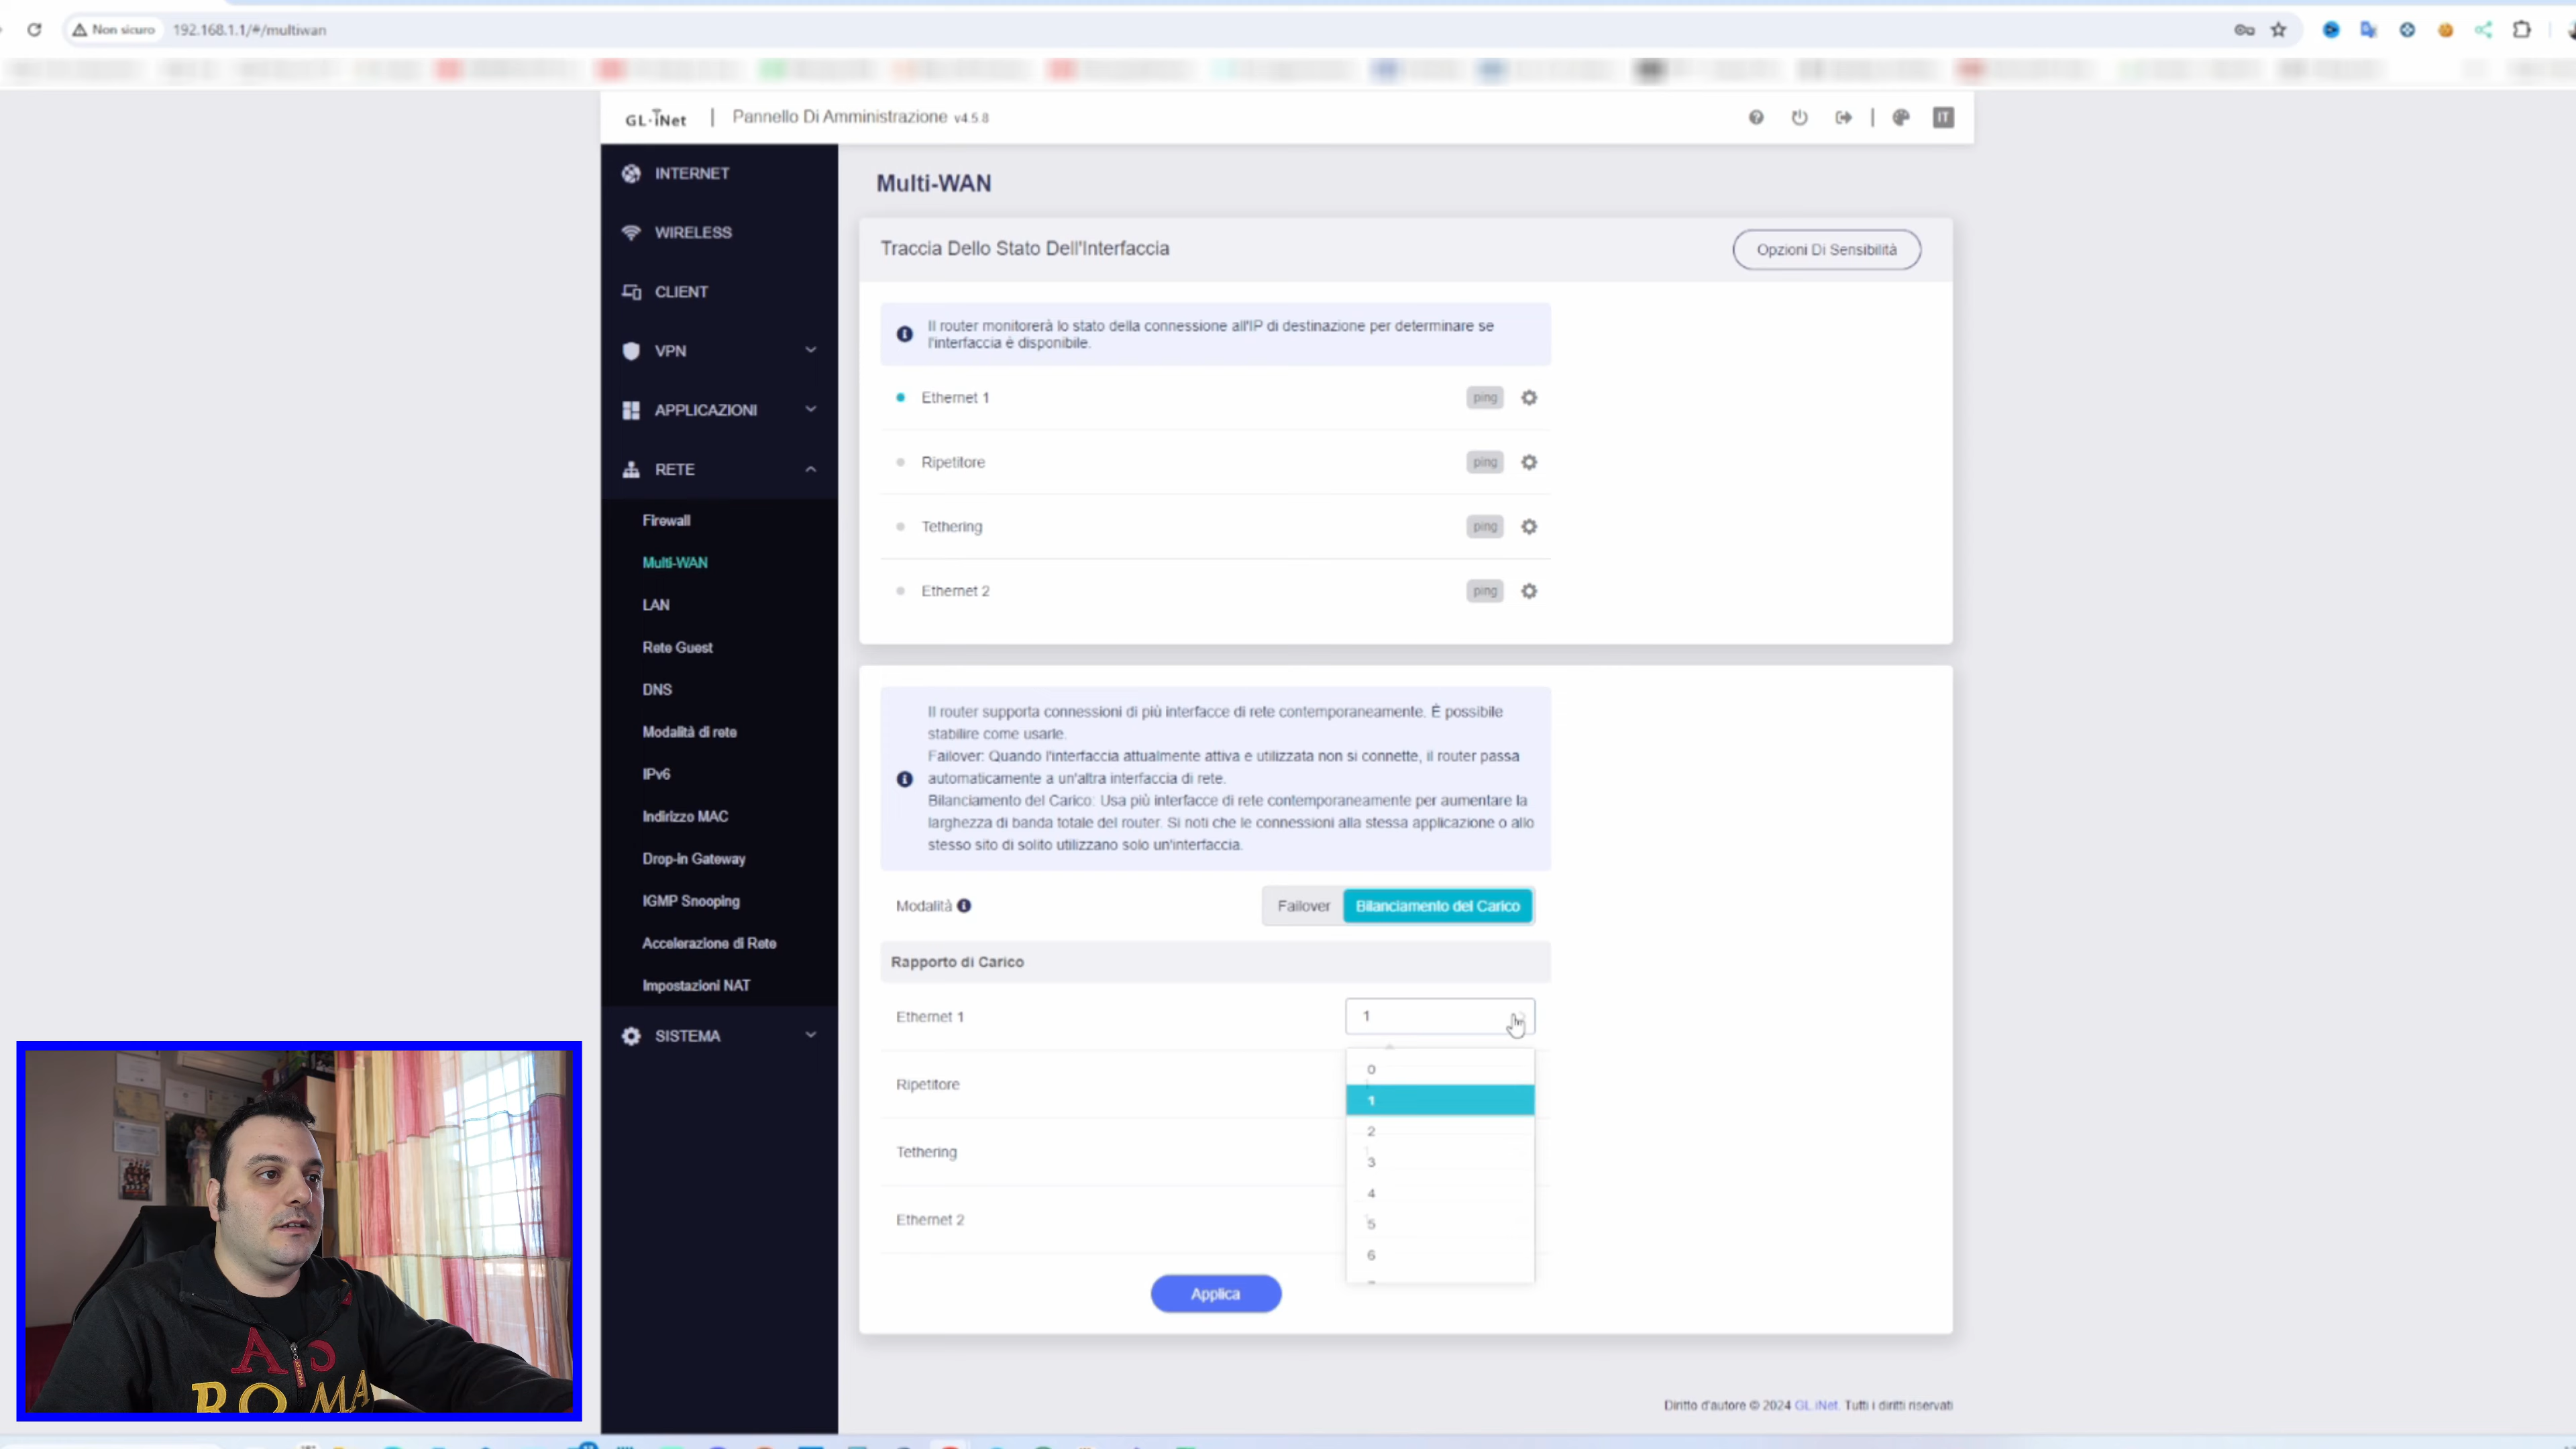 Non sicuro
192.168.1.1/#/multiwan
GL·iNet | Pannello Di Amministrazione v4.5.8
IT
INTERNET
WIRELESS
CLIENT
VPN
APPLICAZIONI
RETE
Firewall
Multi-WAN
LAN
Rete Guest
DNS
Modalità di rete
IPv6
Indirizzo MAC
Drop-in Gateway
IGMP Snooping
Accelerazione di Rete
Impostazioni NAT
SISTEMA
Multi-WAN
Traccia Dello Stato Dell'Interfaccia
Opzioni Di Sensibilità
Il router monitorerà lo stato della connessione all'IP di destinazione per determinare se
l'interfaccia è disponibile.
Ethernet 1 ping
Ripetitore ping
Tethering ping
Ethernet 2 ping
Il router supporta connessioni di più interfacce di rete contemporaneamente. È possibile
stabilire come usarle.
Failover: Quando l'interfaccia attualmente attiva e utilizzata non si connette, il router passa
automaticamente a un'altra interfaccia di rete.
Bilanciamento del Carico: Usa più interfacce di rete contemporaneamente per aumentare la
larghezza di banda totale del router. Si noti che le connessioni alla stessa applicazione o allo
stesso sito di solito utilizzano solo un'interfaccia.
Modalità Failover Bilanciamento del Carico
Rapporto di Carico
Ethernet 1 1
0
Ripetitore
1
2
Tethering
3
4
Ethernet 2
5
6
Applica
Diritto d'autore © 2024 GL.iNet. Tutti i diritti riservati
AS
ROMA